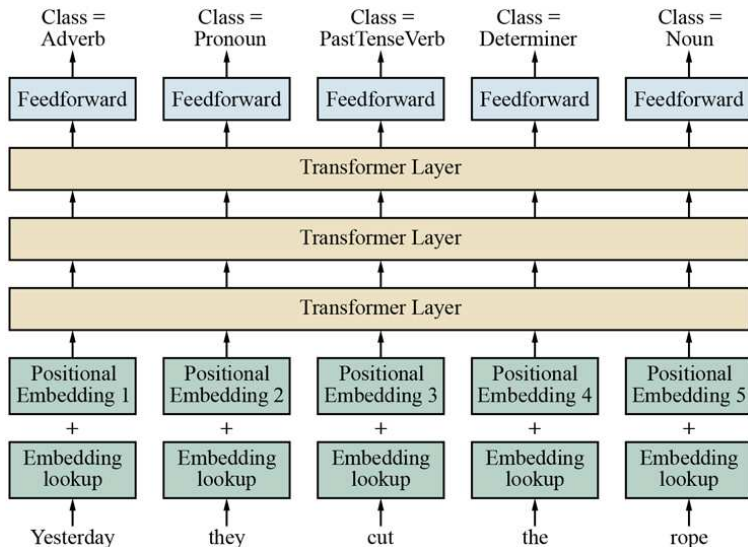 Class = Class = Class = Class = Class =
Adverb Pronoun PastTenseVerb Determiner Noun
Feedforward Feedforward Feedforward Feedforward Feedforward
Transformer Layer
Transformer Layer
Transformer Layer
Positional Positional Positional Positional Positional
Embedding 1 Embedding 2 Embedding 3 Embedding 4 Embedding 5
+ + + + +
Embedding Embedding Embedding Embedding Embedding
lookup lookup lookup lookup lookup
Yesterday they cut the rope